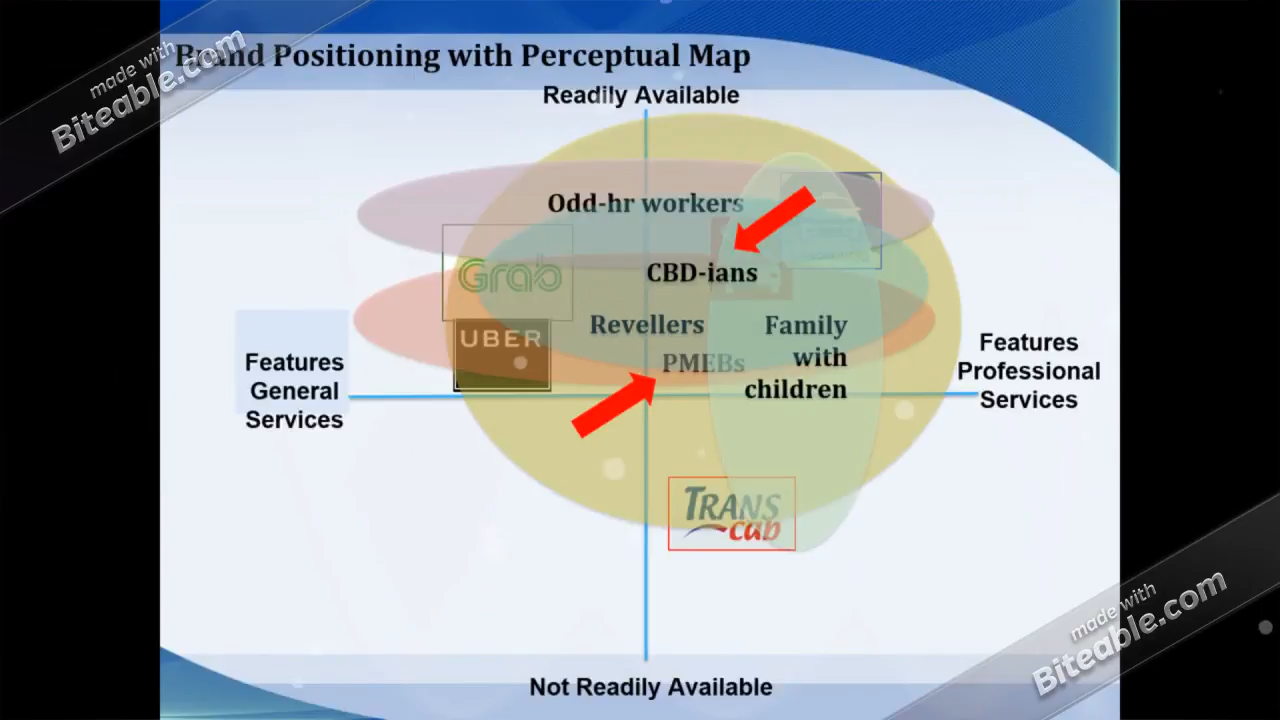 made with
Biteable.com
Brand Positioning with Perceptual Map
Readily Available
Odd-hr workers
Grab
CBD-ians
UBER
Revellers
Family
with
children
PMEBs
Features
General
Services
Features
Professional
Services
TRANS
cab
made with
Biteable.com
Not Readily Available